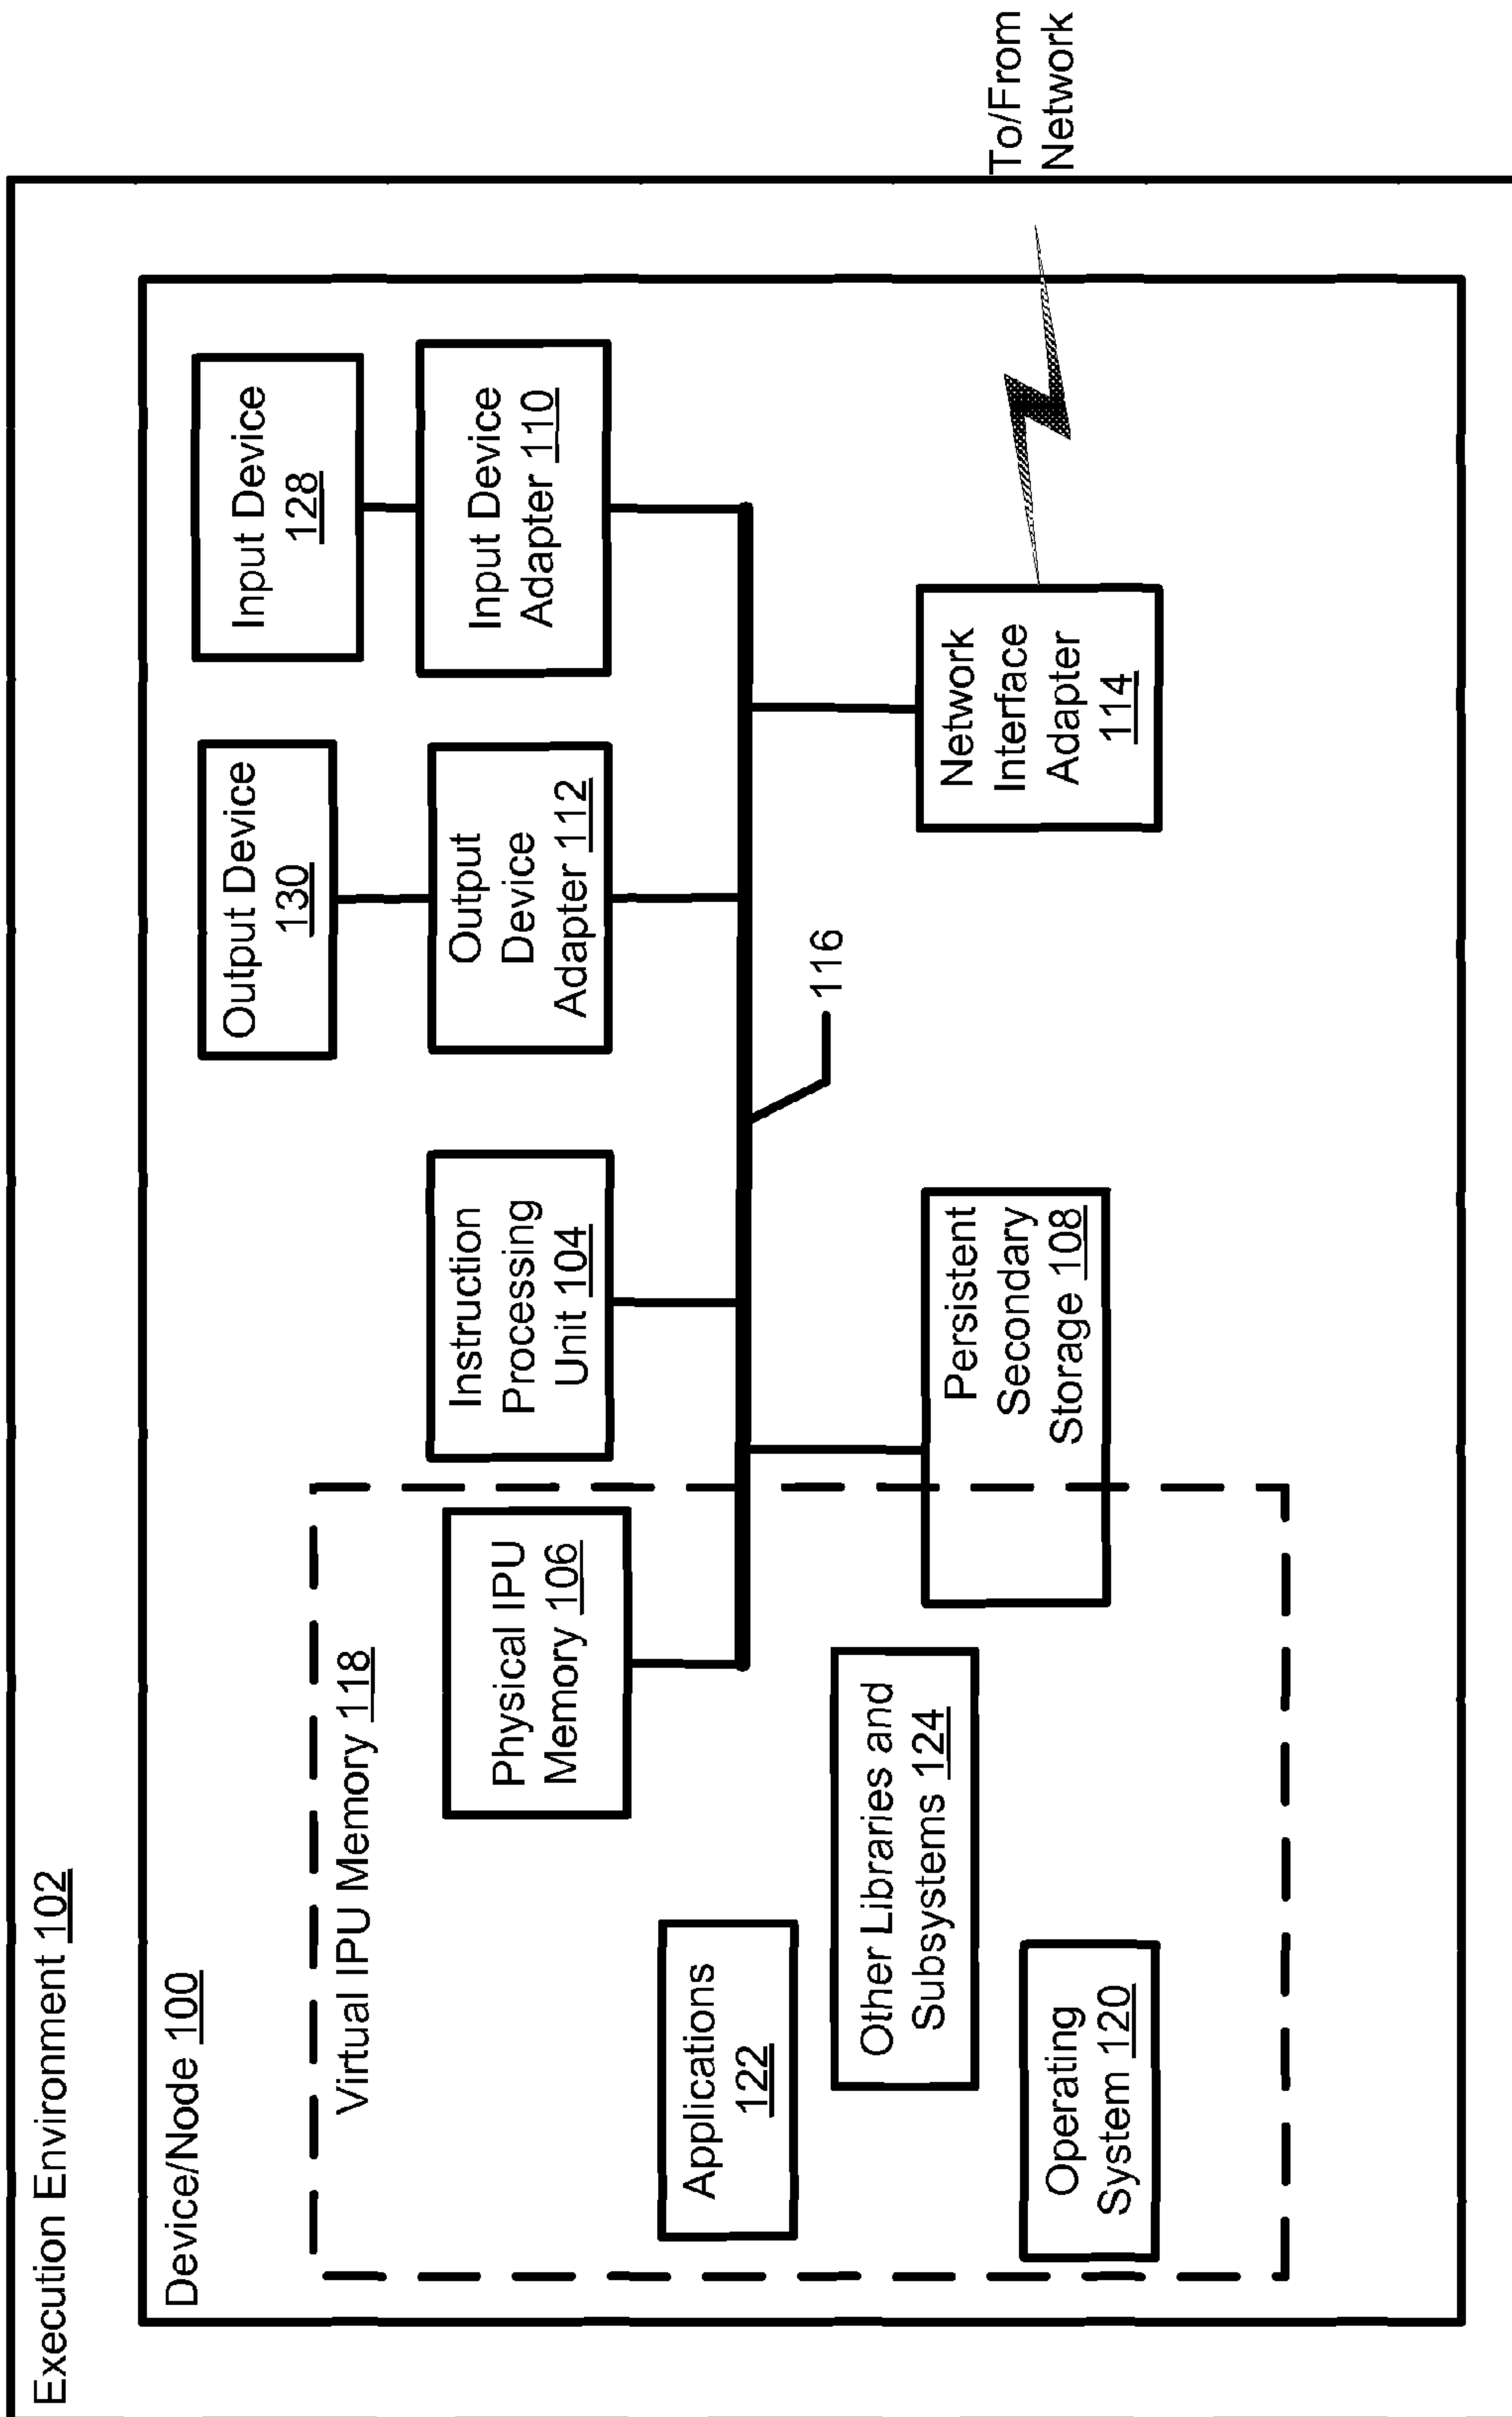 Execution Environment 102
Device/Node 100
Virtual IPU Memory 118
Physical IPU
Memory 106
Instruction
Processing
Unit 104
Output Device
130
Output
Device
Adapter 112
Input Device
128
Input Device
Adapter 110
Applications
122
Other Libraries and
Subsystems 124
Operating
System 120
Persistent
Secondary
Storage 108
116
Network
Interface
Adapter
114
To/From
Network